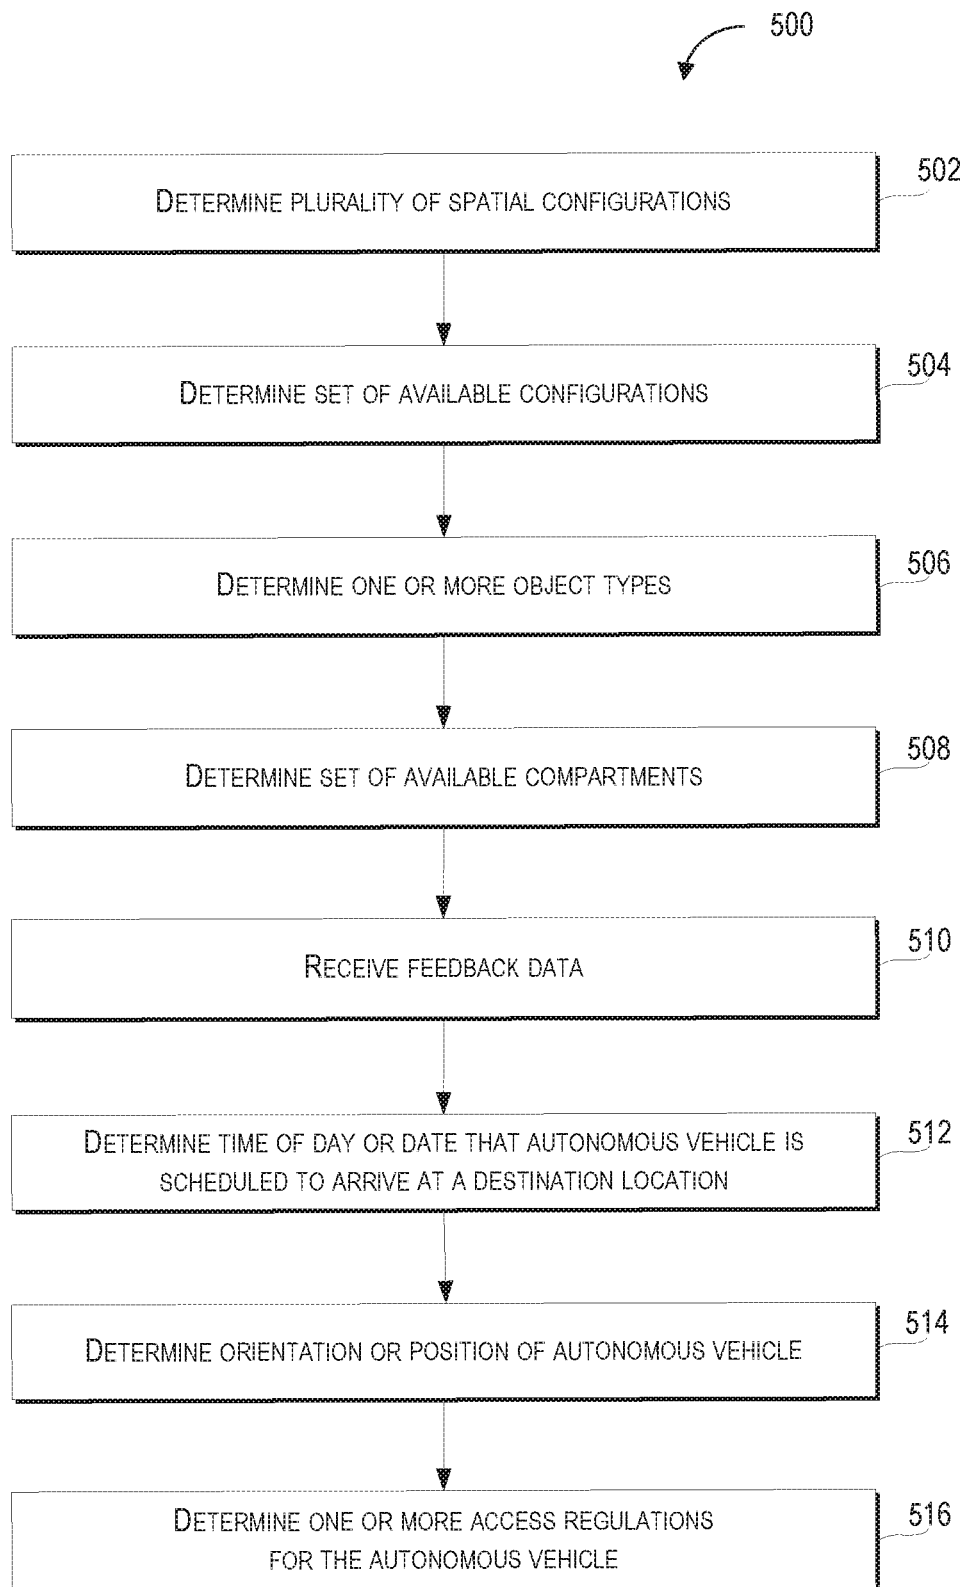 500
DETERMINE PLURALITY OF SPATIAL CONFIGURATIONS
502
DETERMINE SET OF AVAILABLE CONFIGURATIONS
504
DETERMINE ONE OR MORE OBJECT TYPES
506
DETERMINE SET OF AVAILABLE COMPARTMENTS
508
RECEIVE FEEDBACK DATA
510
DETERMINE TIME OF DAY OR DATE THAT AUTONOMOUS VEHICLE IS
SCHEDULED TO ARRIVE AT A DESTINATION LOCATION
512
DETERMINE ORIENTATION OR POSITION OF AUTONOMOUS VEHICLE
514
DETERMINE ONE OR MORE ACCESS REGULATIONS
FOR THE AUTONOMOUS VEHICLE
516